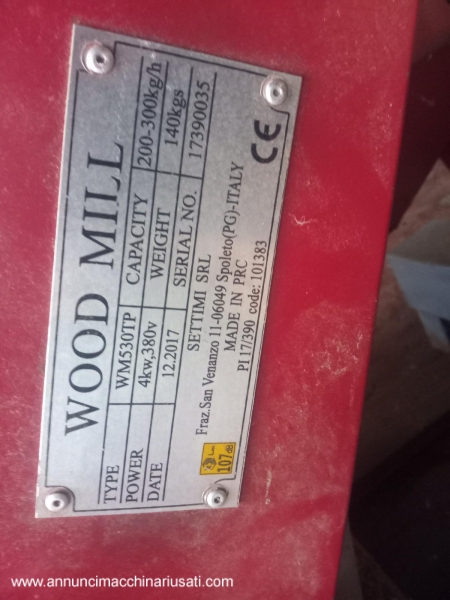 WOOD MILL
TYPE WM530TP CAPACITY 200-300kg/h
POWER 4kw,380v WEIGHT 140kgs
DATE 12.2017 SERIAL NO. 17390035
SETTIMI SRL
Fraz.San Venanzo 11-06049 Spoleto(PG)-ITALY
MADE IN PRC
PI 17/390 code: 101383
CE
107dB
www.annuncimacchinariusati.com